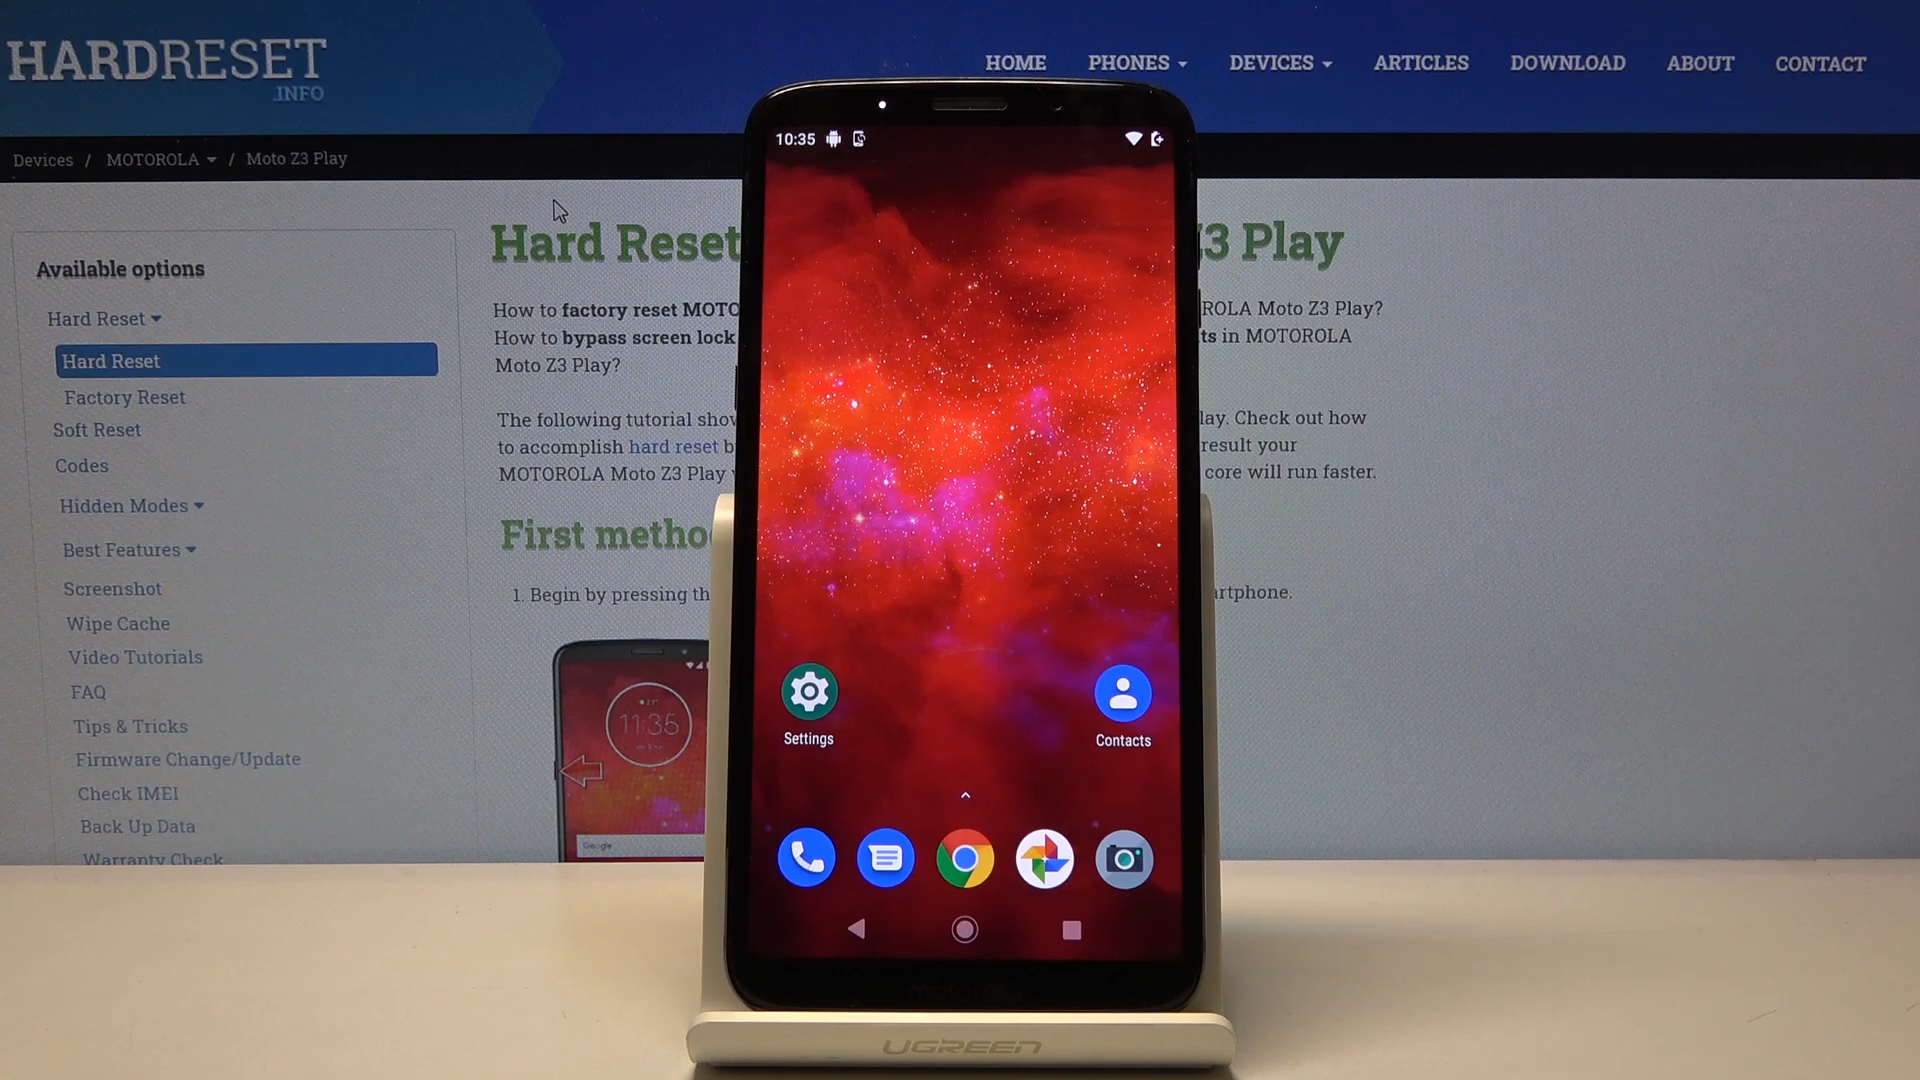 HARDRESET
.INFO
HOME PHONES DEVICES ARTICLES DOWNLOAD ABOUT CONTACT
Devices / MOTOROLA / Moto Z3 Play
Available options
Hard Reset
Hard Reset
Factory Reset
Soft Reset
Codes
Hidden Modes
Best Features
Screenshot
Wipe Cache
Video Tutorials
FAQ
Tips & Tricks
Firmware Change/Update
Check IMEI
Back Up Data
Warranty Check
Hard Reset Z3 Play
How to factory reset MOTO ROLA Moto Z3 Play?
How to bypass screen lock ts in MOTOROLA
Moto Z3 Play?
The following tutorial sho lay. Check out how
to accomplish hard reset b result your
MOTOROLA Moto Z3 Play core will run faster.
First metho
1. Begin by pressing th artphone.
11:35
Google
10:35
Settings
Contacts
motorola
UGREEN